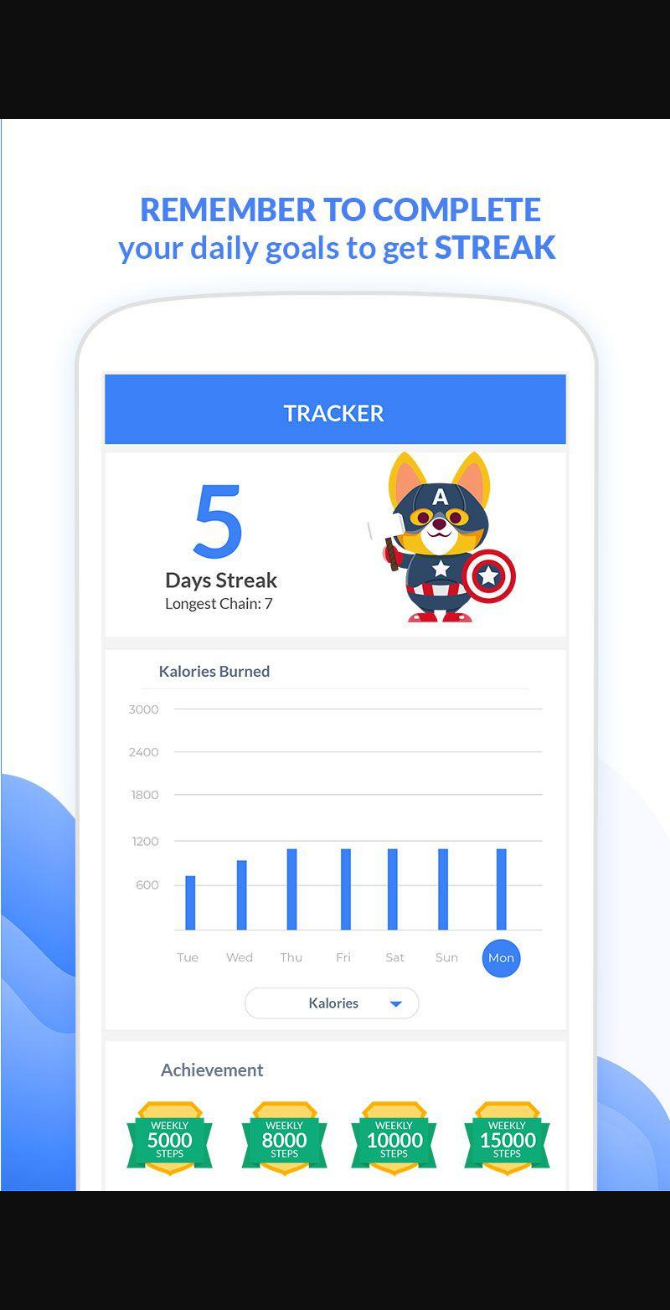 REMEMBER TO COMPLETE
your daily goals to get STREAK
TRACKER
A
5
Days Streak
Longest Chain: 7
Kalories Burned
3000
2400
1800
1200
600
Tue Wed Thu Fri Sat Sun Mon
Kalories
Achievement
WEEKLY WEEKLY WEEKLY WEEKLY
5000 8000 10000 15000
STEPS STEPS STEPS STEPS